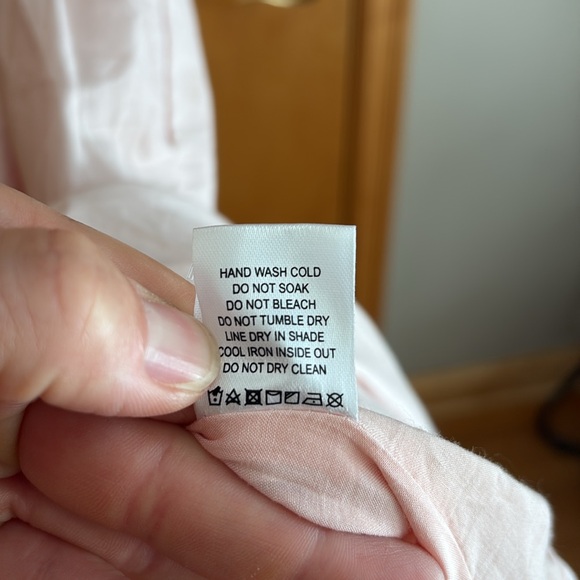 HAND WASH COLD
DO NOT SOAK
DO NOT BLEACH
DO NOT TUMBLE DRY
LINE DRY IN SHADE
COOL IRON INSIDE OUT
DO NOT DRY CLEAN